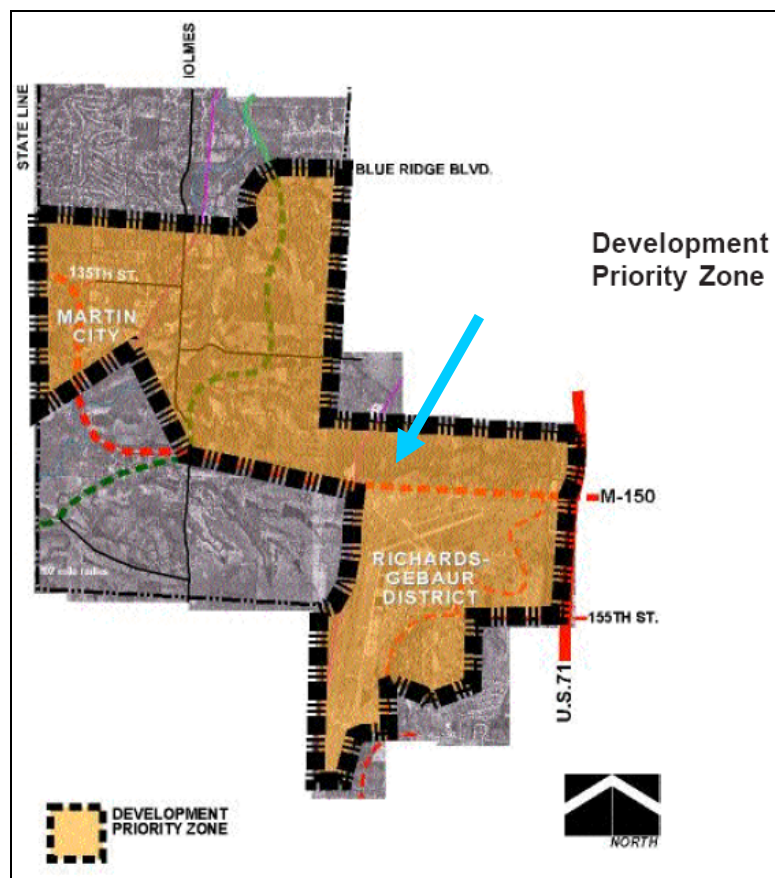 IOLMES
STATE LINE
BLUE RIDGE BLVD.
Development
Priority Zone
135TH ST.
MARTIN
CITY
M-150
RICHARDS-
GEBAUR
DISTRICT
155TH ST.
U.S.71
DEVELOPMENT
PRIORITY ZONE
NORTH